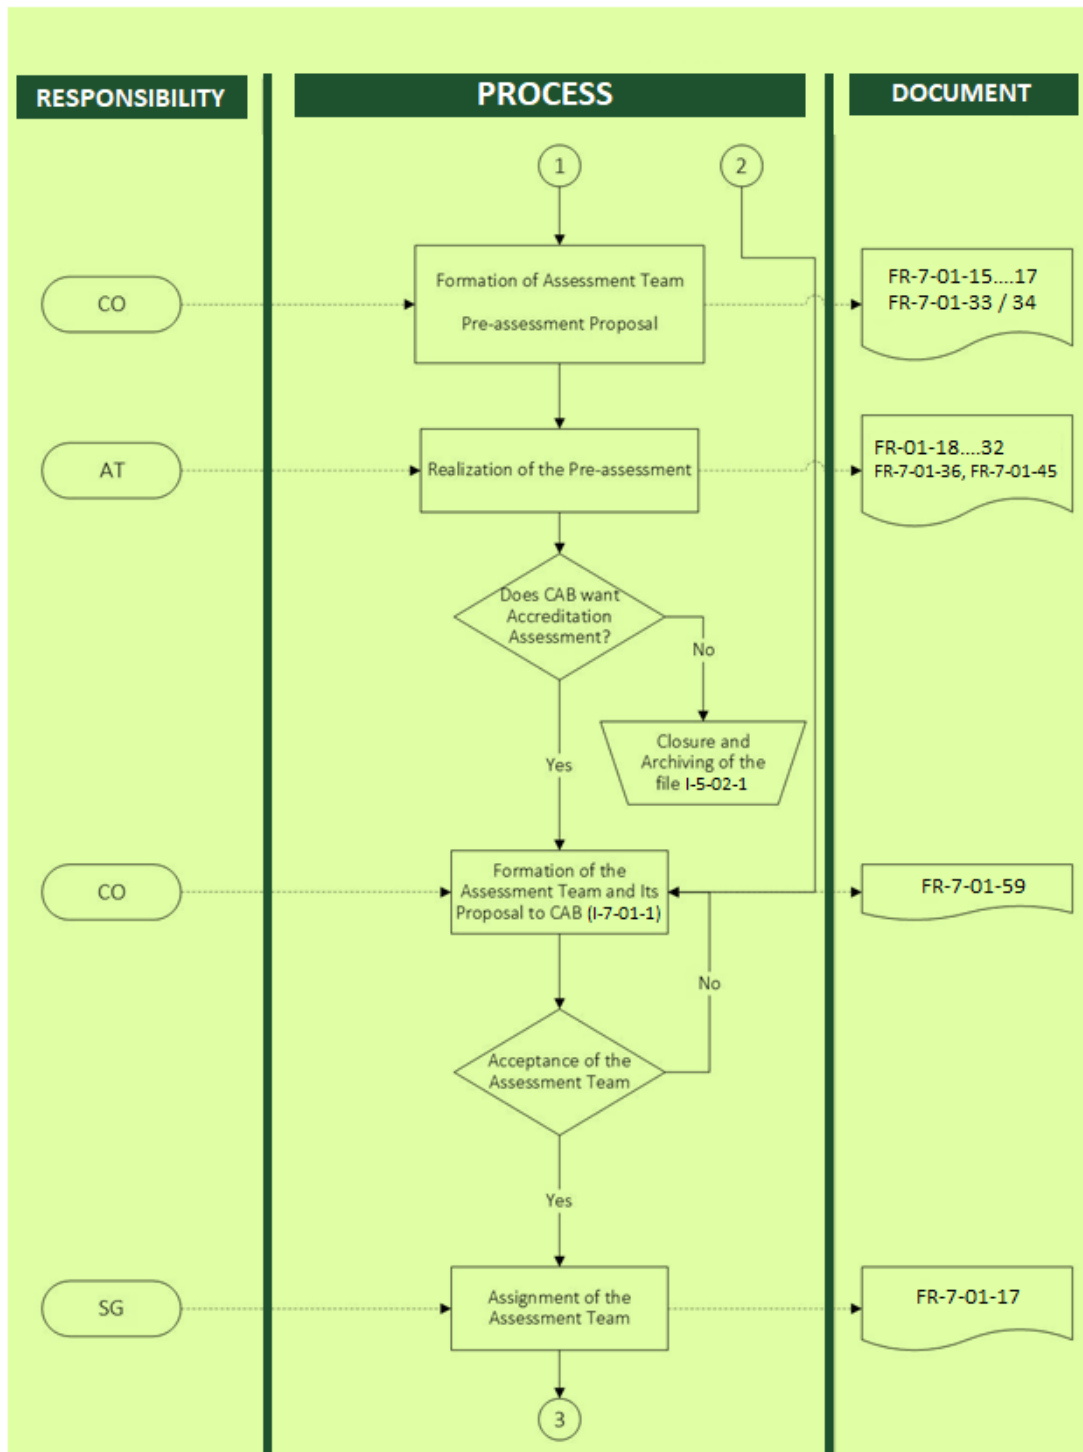 RESPONSIBILITY
PROCESS
DOCUMENT
1
2
CO
Formation of Assessment Team
Pre-assessment Proposal
FR-7-01-15....17
FR-7-01-33 / 34
AT
Realization of the Pre-assessment
FR-01-18....32
FR-7-01-36, FR-7-01-45
Does CAB want
Accreditation
Assessment?
No
Closure and
Archiving of the
file I-5-02-1
Yes
CO
Formation of the
Assessment Team and Its
Proposal to CAB (I-7-01-1)
FR-7-01-59
No
Acceptance of the
Assessment Team
Yes
SG
Assignment of the
Assessment Team
FR-7-01-17
3